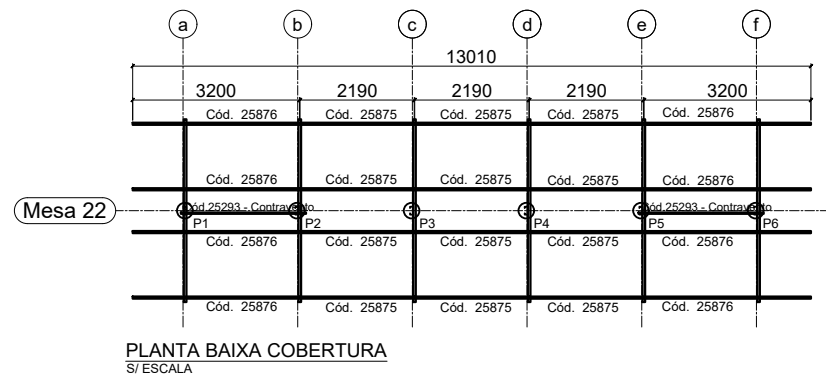 a b c d e f
13010
3200 2190 2190 2190 3200
Cód. 25876 Cód. 25875 Cód. 25875 Cód. 25875 Cód. 25876
Cód. 25876 Cód. 25875 Cód. 25875 Cód. 25875 Cód. 25876
Mesa 22
Cód.25293 - Contravento Cód.25293 - Contravento
P1 P2 P3 P4 P5 P6
Cód. 25876 Cód. 25875 Cód. 25875 Cód. 25875 Cód. 25876
Cód. 25876 Cód. 25875 Cód. 25875 Cód. 25875 Cód. 25876
PLANTA BAIXA COBERTURA
S/ ESCALA